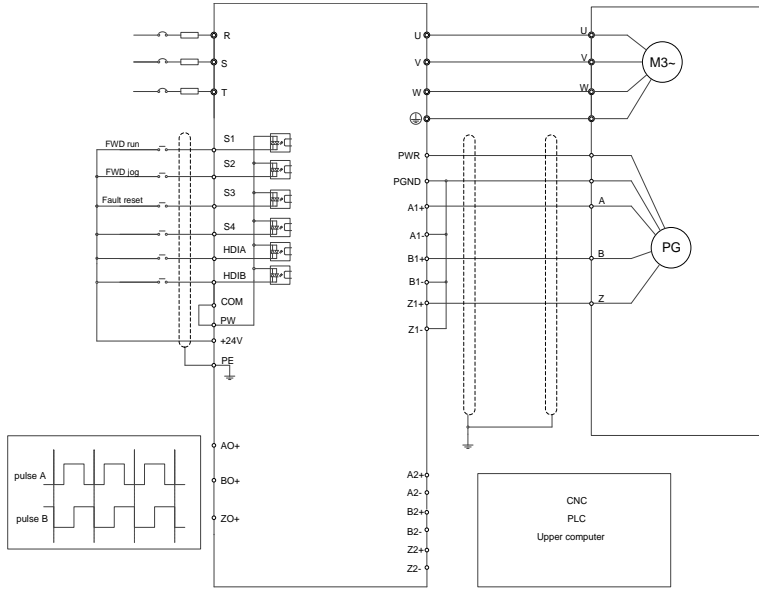 R
S
T
FWD run
FWD jog
Fault reset
S1
S2
S3
S4
HDIA
HDIB
COM
PW
+24V
PE
AO+
BO+
ZO+
pulse A
pulse B
U
V
W
PWR
PGND
A1+
A1-
B1+
B1-
Z1+
Z1-
A2+
A2-
B2+
B2-
Z2+
Z2-
U
V
W
M3~
A
B
Z
PG
CNC
PLC
Upper computer